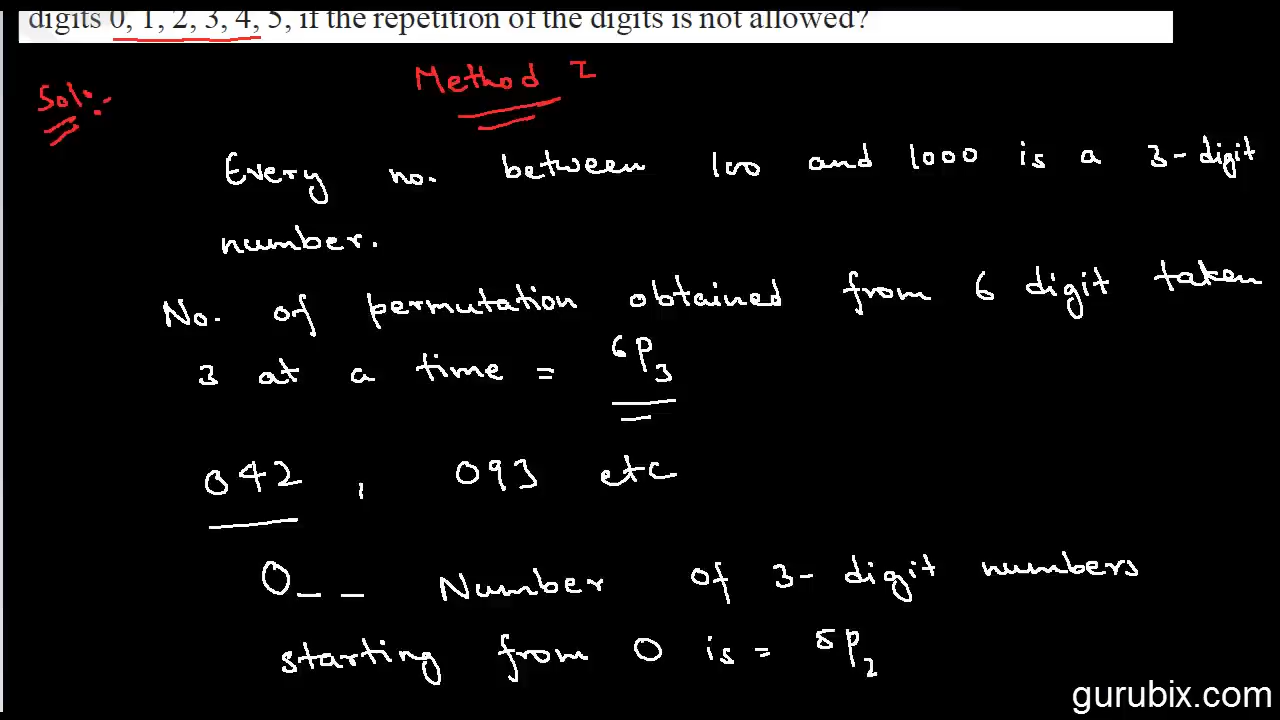 digits 0, 1, 2, 3, 4, 5, if the repetition of the digits is not allowed?
Method I
Sol:-
Every no. between 100 and 1000 is a 3-digit
number.
No. of permutation obtained from 6 digit taken
3 at a time = ⁶P₃
042 , 093 etc
0_ _ Number of 3-digit numbers
starting from 0 is = ⁵P₂
gurubix.com